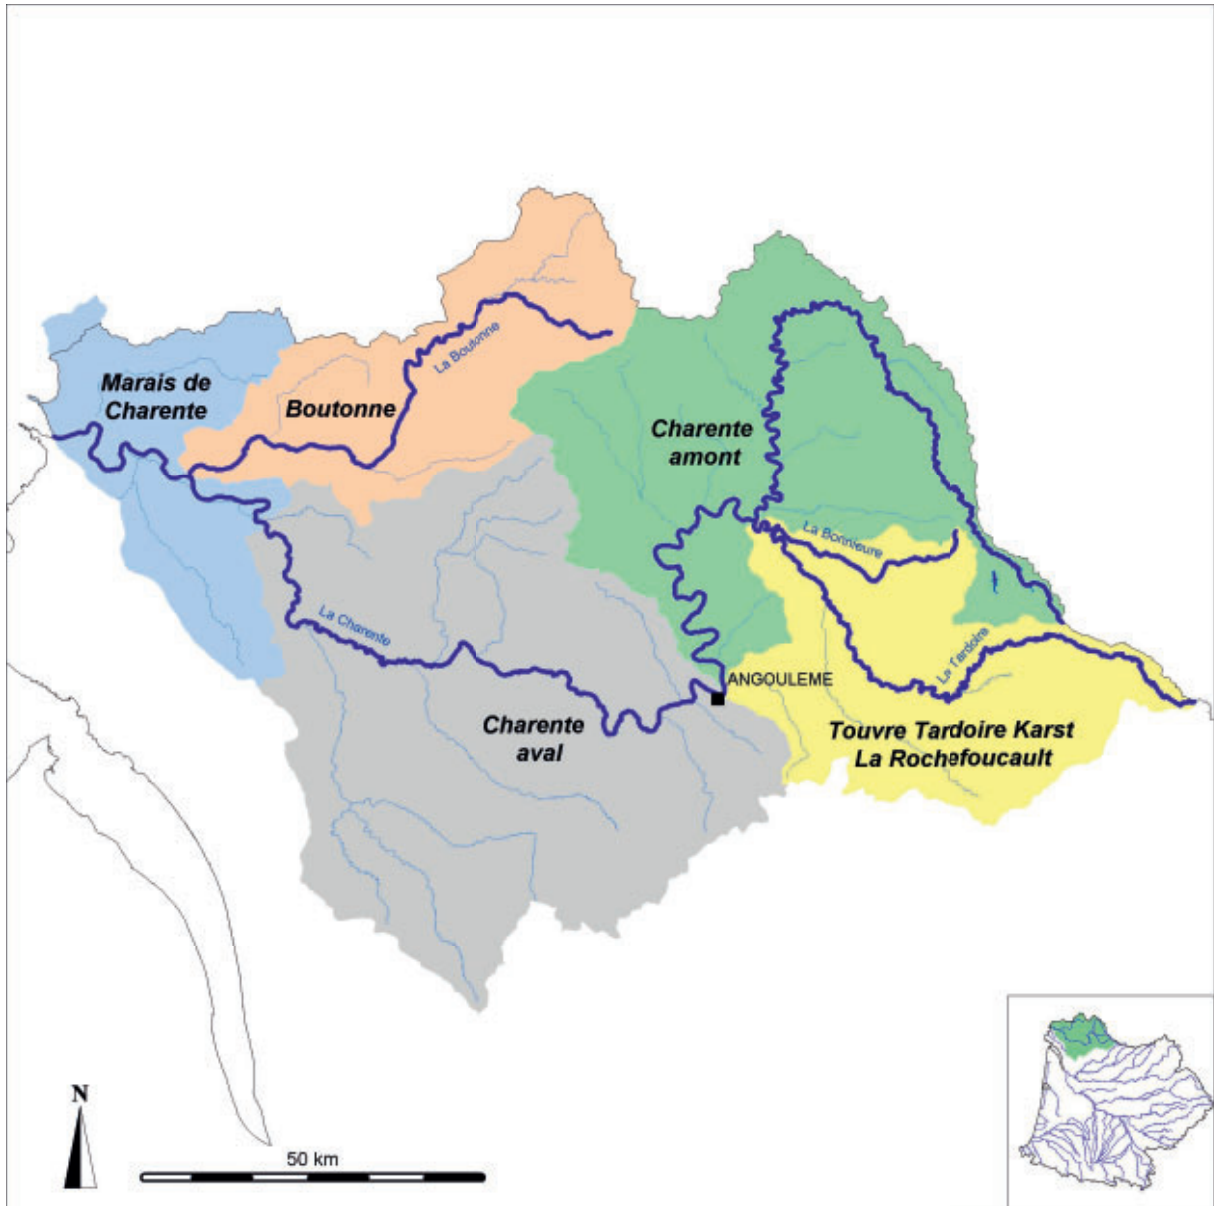 La Boutonne
Marais de
Charente
Boutonne
Charente
amont
La Bonnieure
La Charente
La Tardoire
ANGOULEME
Charente
aval
Touvre Tardoire Karst
La Rochefoucault
N
50 km